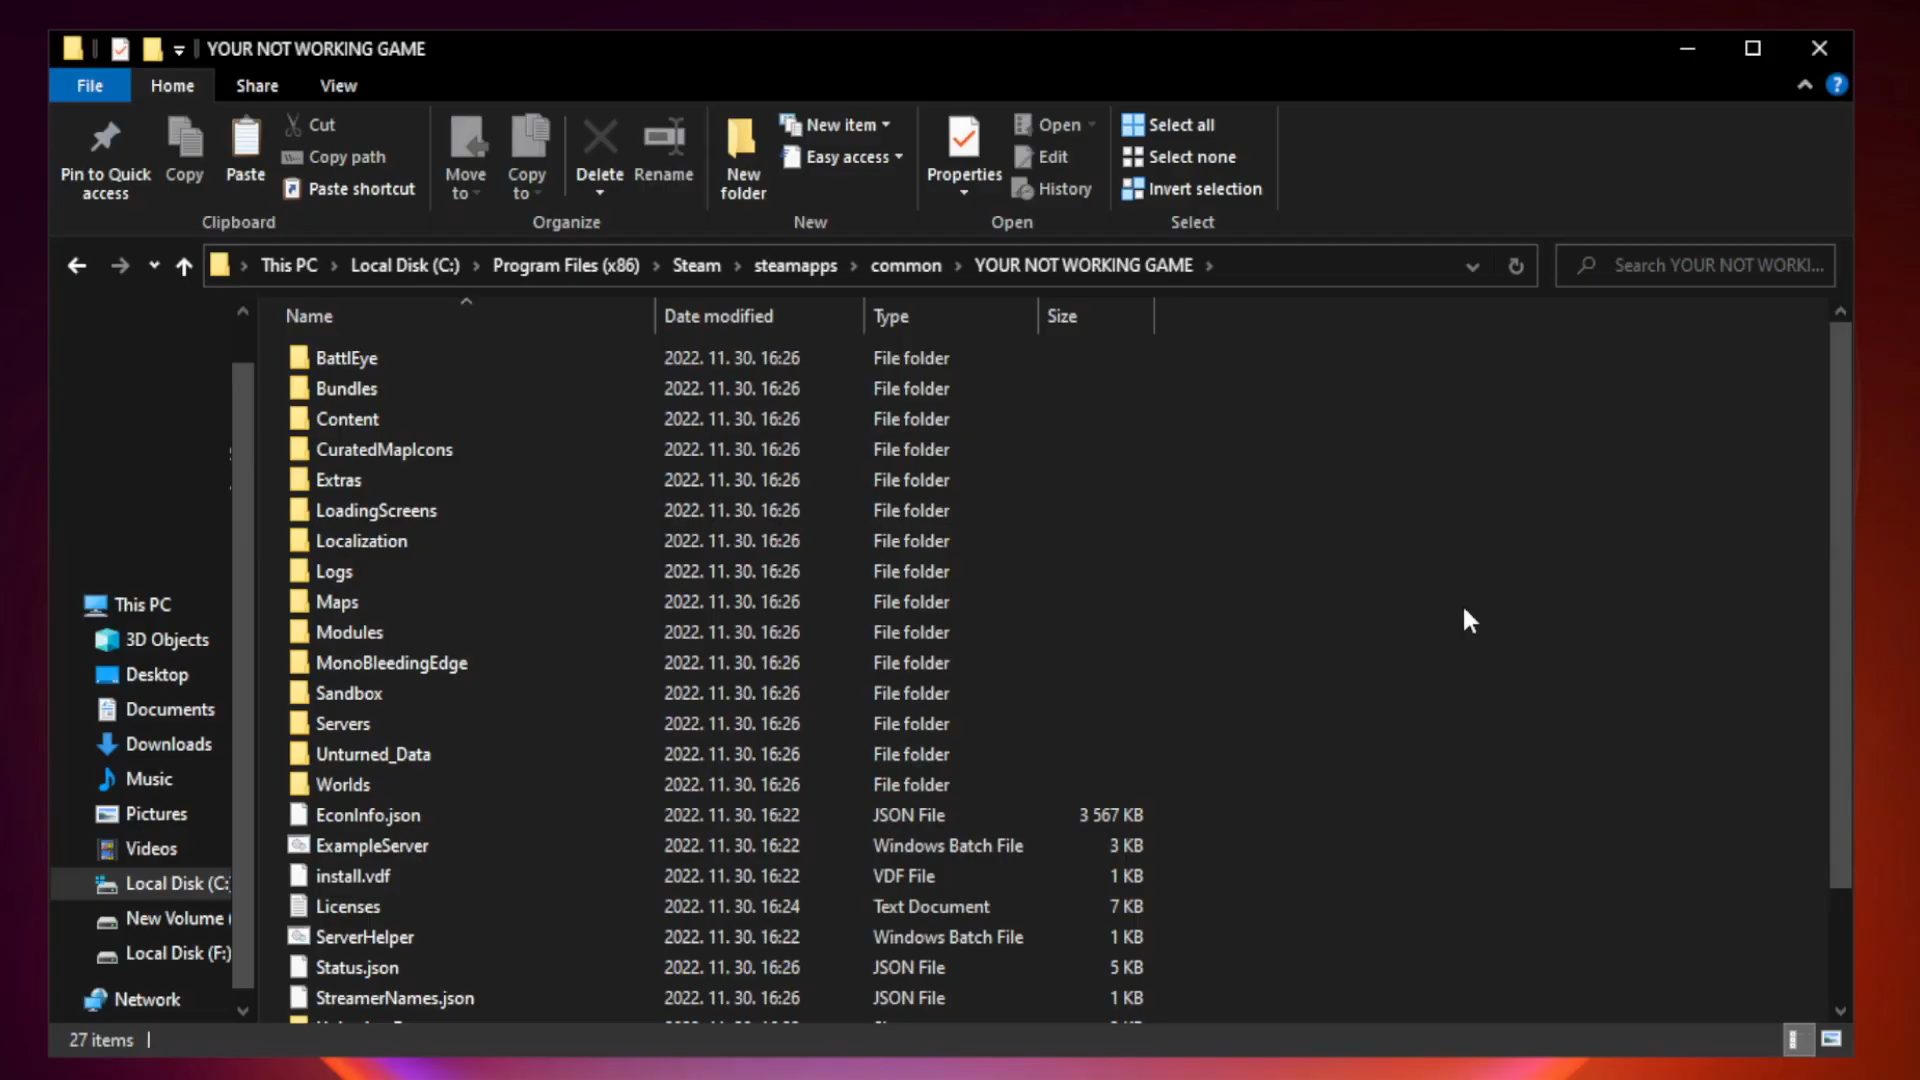 YOUR NOT WORKING GAME
File Home Share View
Pin to Quick access
Copy
Paste
Cut
Copy path
Paste shortcut
Move to
Copy to
Delete
Rename
New folder
New item
Easy access
Properties
Open
Edit
History
Select all
Select none
Invert selection
Clipboard Organize New Open Select
This PC Local Disk (C:) Program Files (x86) Steam steamapps common YOUR NOT WORKING GAME
Search YOUR NOT WORKI...
Name Date modified Type Size
BattlEye 2022. 11. 30. 16:26 File folder
Bundles 2022. 11. 30. 16:26 File folder
Content 2022. 11. 30. 16:26 File folder
CuratedMapIcons 2022. 11. 30. 16:26 File folder
Extras 2022. 11. 30. 16:26 File folder
LoadingScreens 2022. 11. 30. 16:26 File folder
Localization 2022. 11. 30. 16:26 File folder
Logs 2022. 11. 30. 16:26 File folder
Maps 2022. 11. 30. 16:26 File folder
Modules 2022. 11. 30. 16:26 File folder
MonoBleedingEdge 2022. 11. 30. 16:26 File folder
Sandbox 2022. 11. 30. 16:26 File folder
Servers 2022. 11. 30. 16:26 File folder
Unturned_Data 2022. 11. 30. 16:26 File folder
Worlds 2022. 11. 30. 16:26 File folder
EconInfo.json 2022. 11. 30. 16:22 JSON File 3 567 KB
ExampleServer 2022. 11. 30. 16:22 Windows Batch File 3 KB
install.vdf 2022. 11. 30. 16:22 VDF File 1 KB
Licenses 2022. 11. 30. 16:24 Text Document 7 KB
ServerHelper 2022. 11. 30. 16:22 Windows Batch File 1 KB
Status.json 2022. 11. 30. 16:26 JSON File 5 KB
StreamerNames.json 2022. 11. 30. 16:26 JSON File 1 KB
This PC
3D Objects
Desktop
Documents
Downloads
Music
Pictures
Videos
Local Disk (C:
New Volume (
Local Disk (F:)
Network
27 items